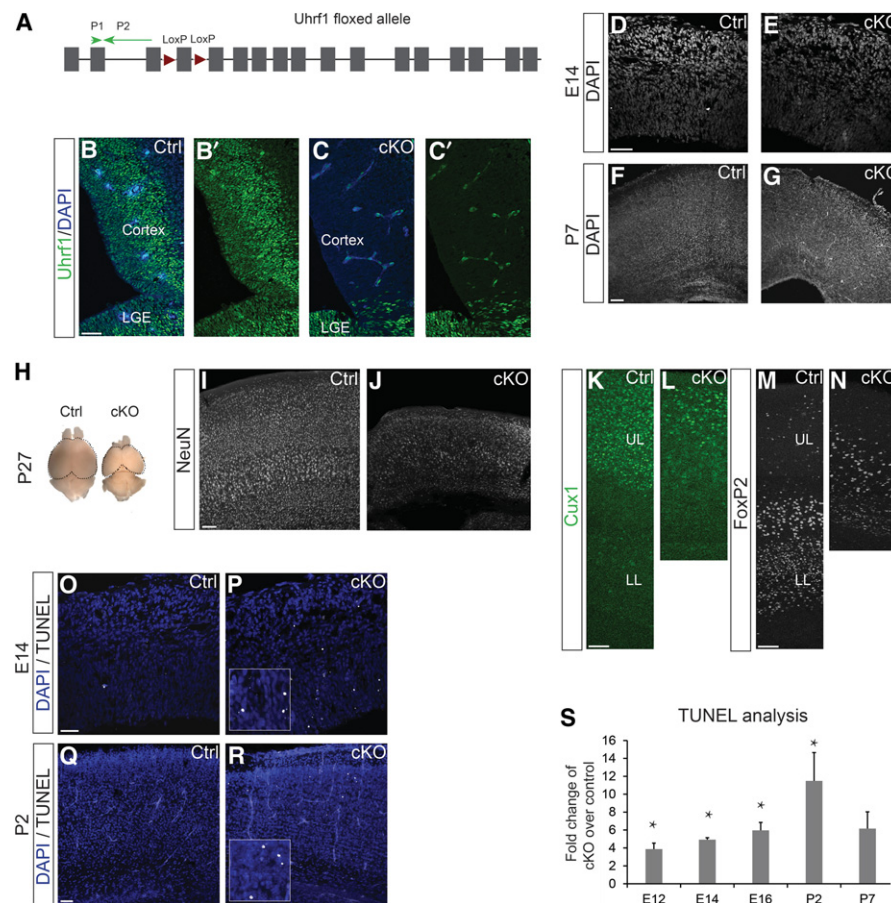 A
Uhrf1 floxed allele
P1 P2
LoxP LoxP
B Ctrl
B′
C cKO
C′
Uhrf1/DAPI
Cortex
LGE
Cortex
LGE
D Ctrl
E cKO
E14
DAPI
F Ctrl
G cKO
P7
DAPI
H
Ctrl cKO
P27
I Ctrl
J cKO
NeuN
K Ctrl
L cKO
M Ctrl
N cKO
Cux1
UL
LL
FoxP2
UL
LL
O Ctrl
P cKO
E14
DAPI / TUNEL
Q Ctrl
R cKO
P2
DAPI / TUNEL
S
TUNEL analysis
Fold change of
cKO over control
16
14
12
10
8
6
4
2
0
* * * *
E12 E14 E16 P2 P7